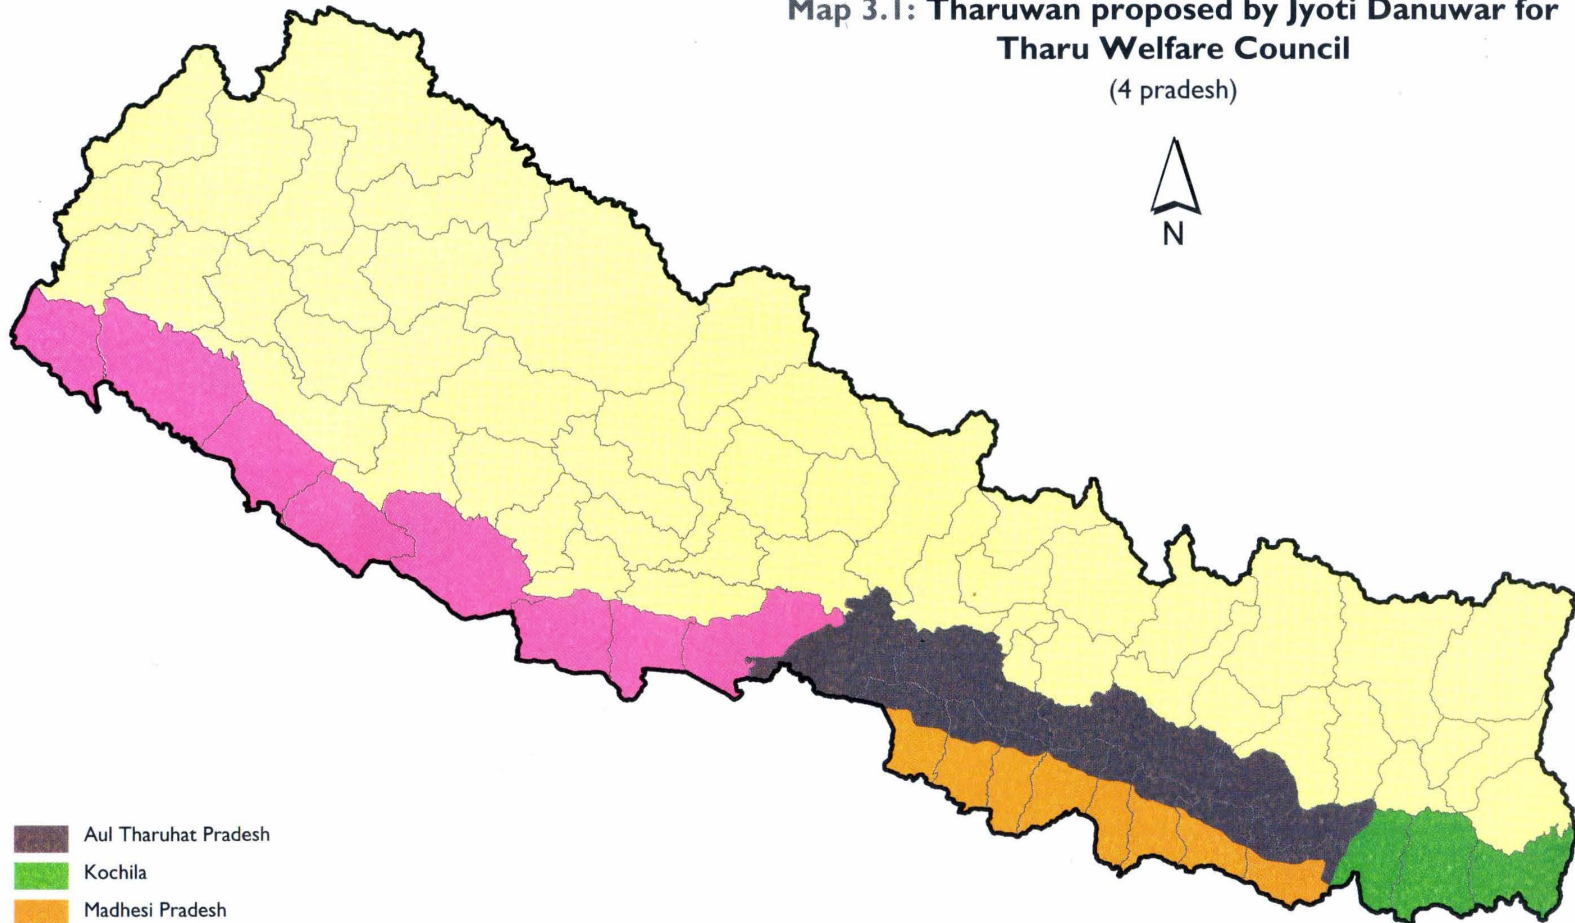 Map 3.1: Tharuwan proposed by Jyoti Danuwar for
Tharu Welfare Council
(4 pradesh)
N
Aul Tharuhat Pradesh
Kochila
Madhesi Pradesh